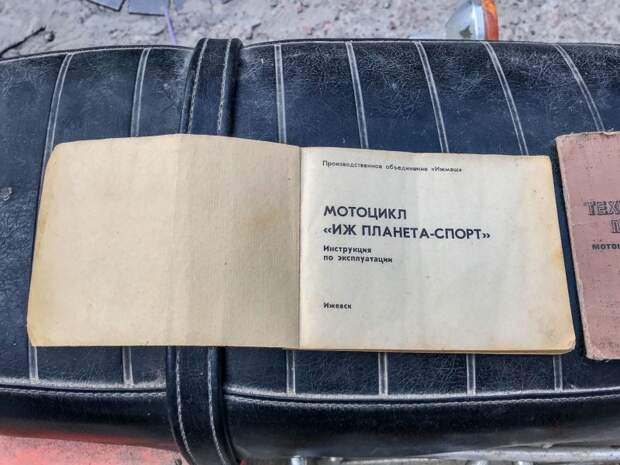 Производственное объединение «Ижмаш»
МОТОЦИКЛ
«ИЖ ПЛАНЕТА-СПОРТ»
Инструкция
по эксплуатации
Ижевск